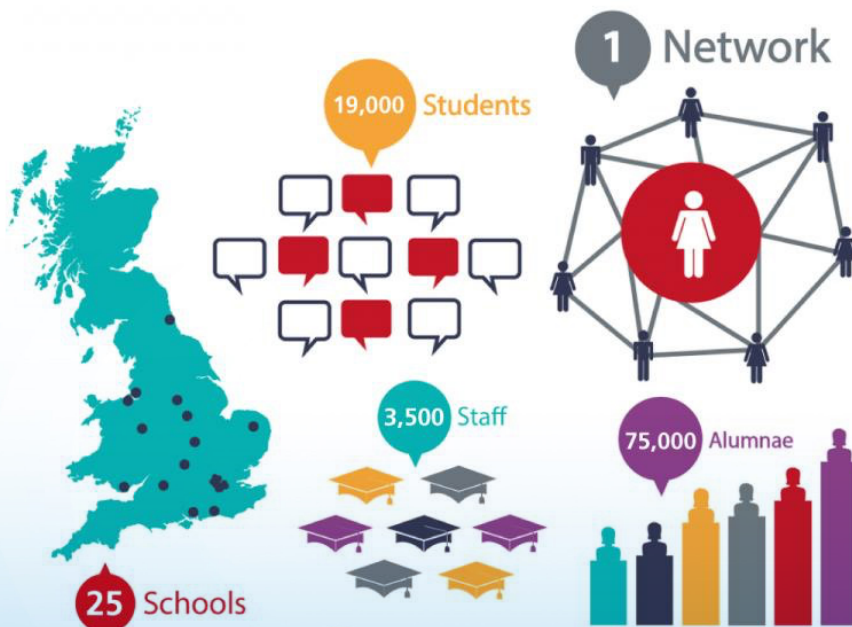 1 Network
19,000 Students
3,500 Staff
75,000 Alumnae
25 Schools